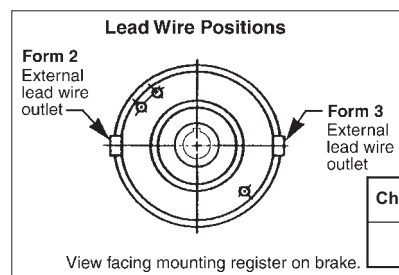 Lead Wire Positions
Form 2
External
lead wire
outlet
Form 3
External
lead wire
outlet
Ch
View facing mounting register on brake.